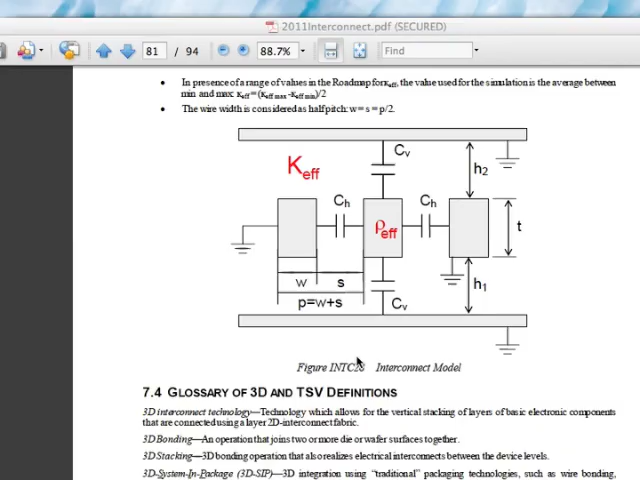 2011Interconnect.pdf (SECURED)
81 / 94 88.7% Find
• In presence of a range of values in the Roadmap for κeff, the value used for the simulation is the average between
min and max: κeff=(κeff max-κeff min)/2
• The wire width is considered as half pitch: w = s = p/2.
Cv
Keff
h2
Ch
Ch
ρeff
t
w s
h1
p=w+s
Cv
Figure INTC28 Interconnect Model
7.4 GLOSSARY OF 3D AND TSV DEFINITIONS
3D interconnect technology—Technology which allows for the vertical stacking of layers of basic electronic components
that are connected using a layer 2D-interconnect fabric.
3D Bonding—An operation that joins two or more die or wafer surfaces together.
3D Stacking—3D bonding operation that also realizes electrical interconnects between the device levels.
3D-System-In-Package (3D-SIP)—3D integration using “traditional” packaging technologies, such as wire bonding,